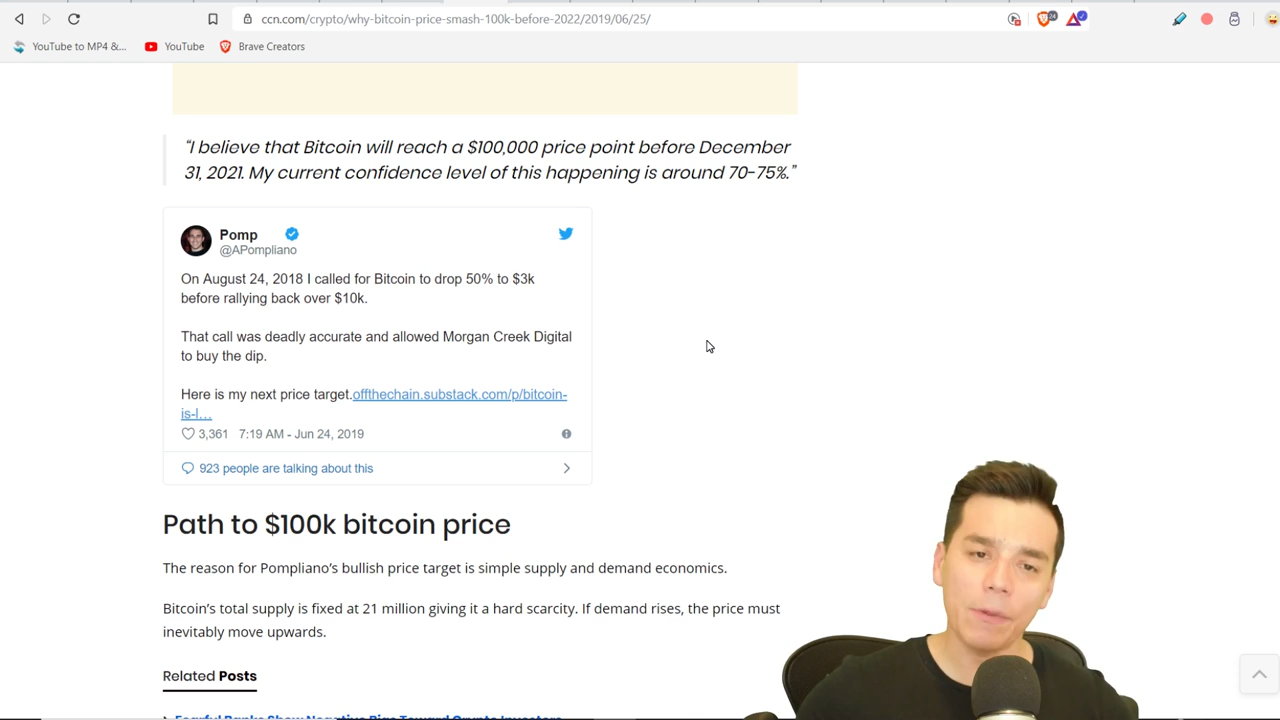 ccn.com/crypto/why-bitcoin-price-smash-100k-before-2022/2019/06/25/
24
YouTube to MP4 &...
YouTube
Brave Creators
“I believe that Bitcoin will reach a $100,000 price point before December
31, 2021. My current confidence level of this happening is around 70-75%.”
Pomp
@APompliano
On August 24, 2018 I called for Bitcoin to drop 50% to $3k
before rallying back over $10k.
That call was deadly accurate and allowed Morgan Creek Digital
to buy the dip.
Here is my next price target.offthechain.substack.com/p/bitcoin-
is-l…
3,361 7:19 AM - Jun 24, 2019
923 people are talking about this
Path to $100k bitcoin price
The reason for Pompliano’s bullish price target is simple supply and demand economics.
Bitcoin’s total supply is fixed at 21 million giving it a hard scarcity. If demand rises, the price must
inevitably move upwards.
Related Posts